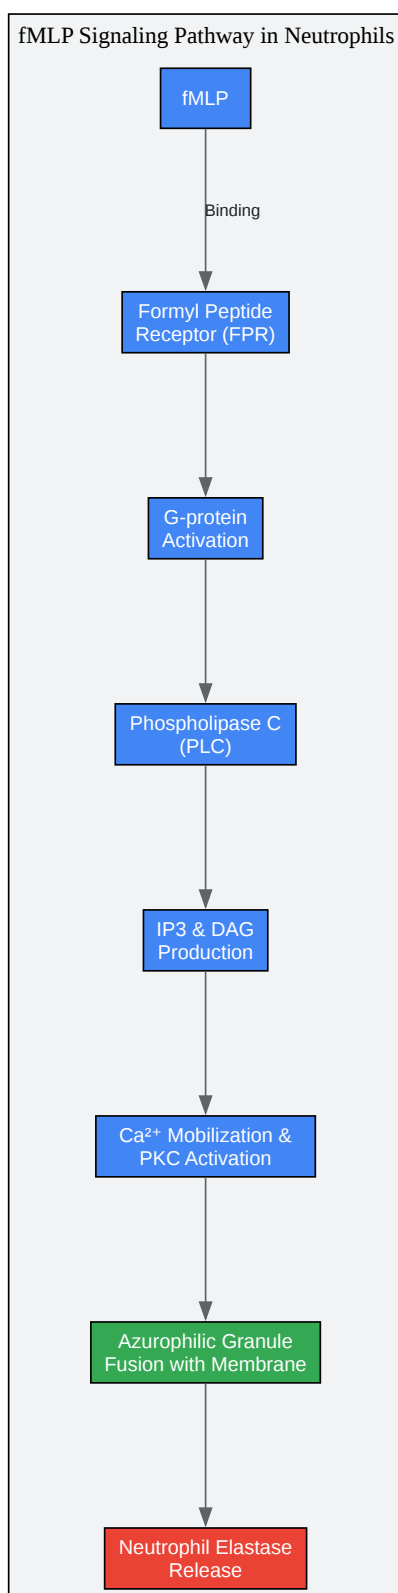 fMLP Signaling Pathway in Neutrophils
fMLP
Binding
Formyl Peptide
Receptor (FPR)
G-protein
Activation
Phospholipase C
(PLC)
IP3 & DAG
Production
Ca²⁺ Mobilization &
PKC Activation
Azurophilic Granule
Fusion with Membrane
Neutrophil Elastase
Release